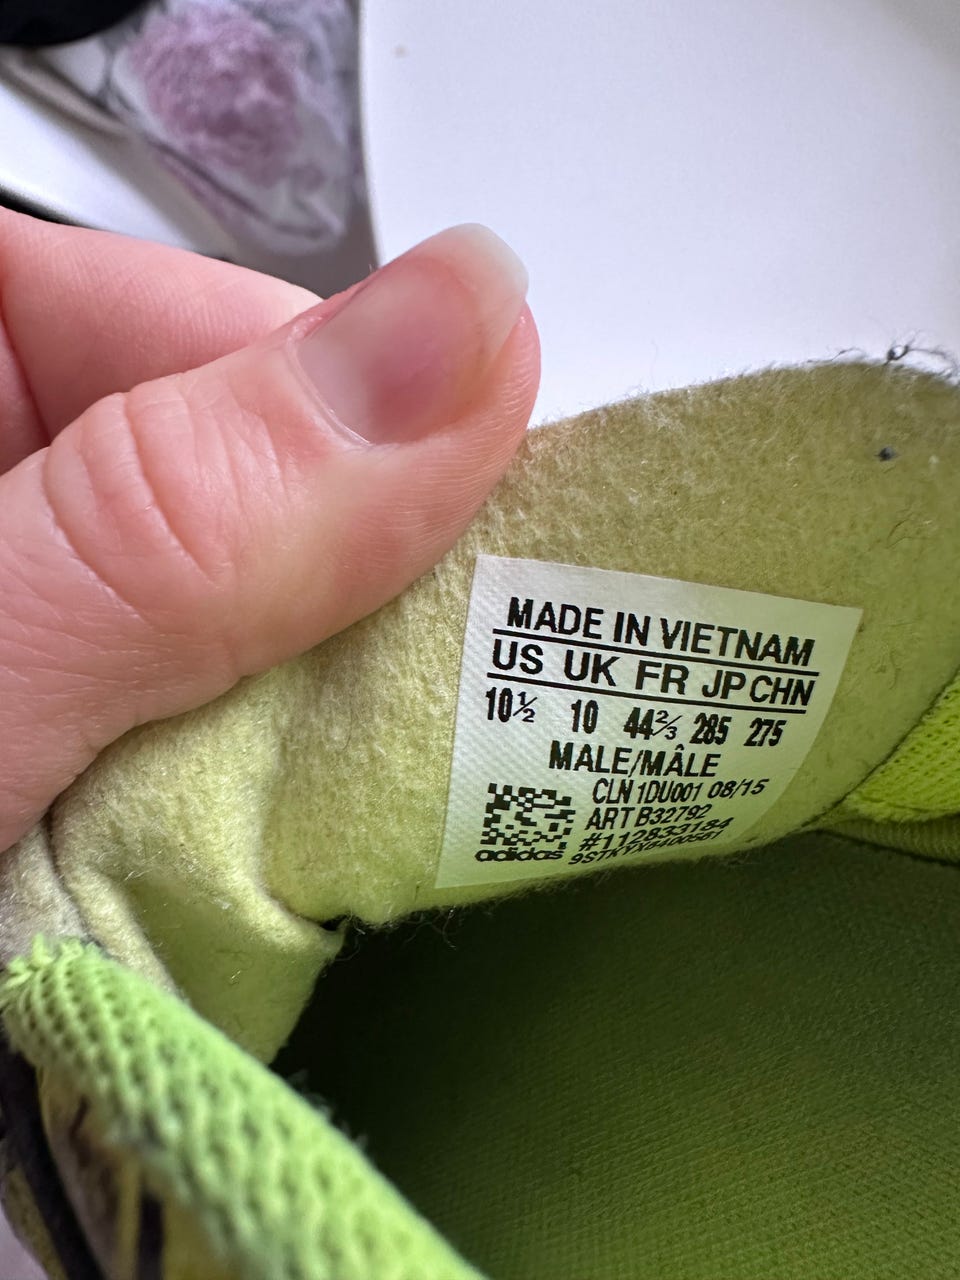 MADE IN VIETNAM
US UK FR JP CHN
10½ 10 44⅔ 285 275
MALE/MÂLE
CLN 1DU001 08/15
ART B32792
#112833184
adidas